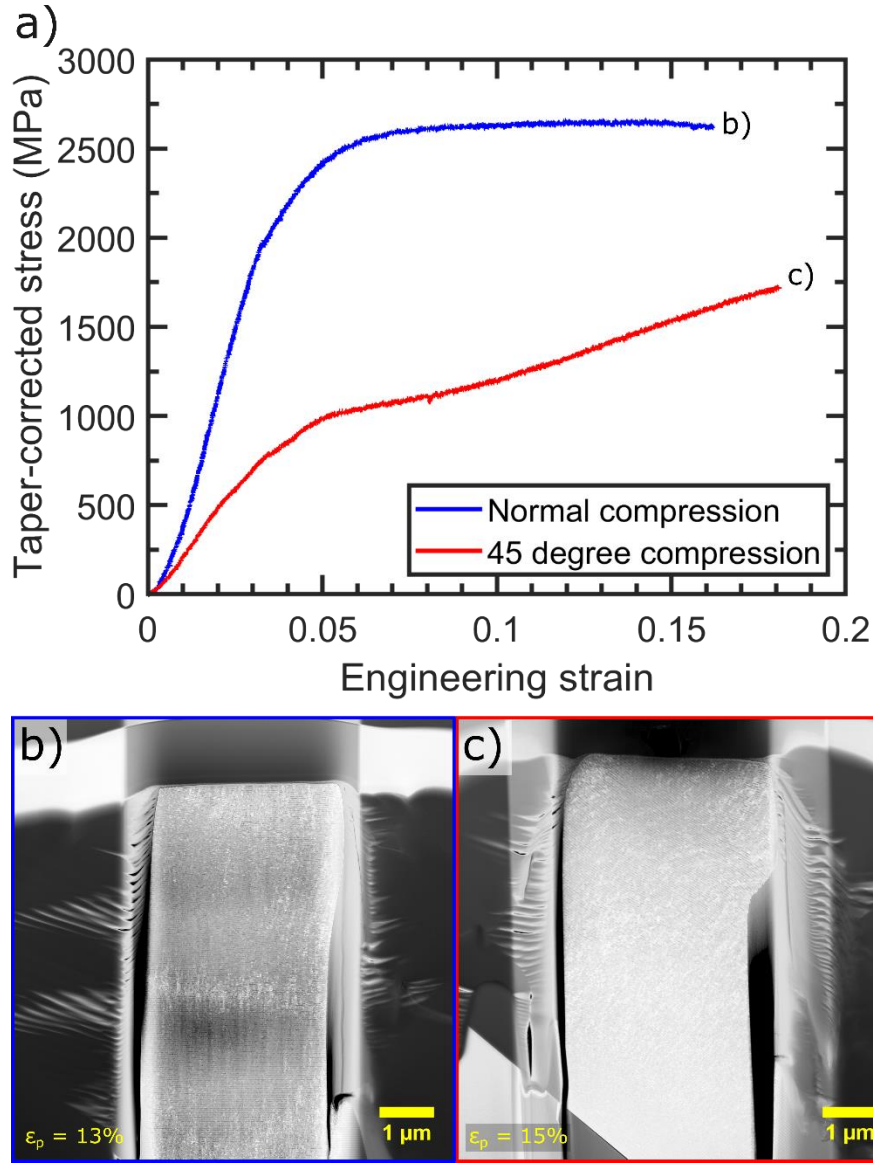 a)
3000
2500
2000
1500
1000
500
0
Taper-corrected stress (MPa)
b)
c)
Normal compression
45 degree compression
0 0.05 0.1 0.15 0.2
Engineering strain
b)
εp = 13%
1 µm
c)
εp = 15%
1 µm